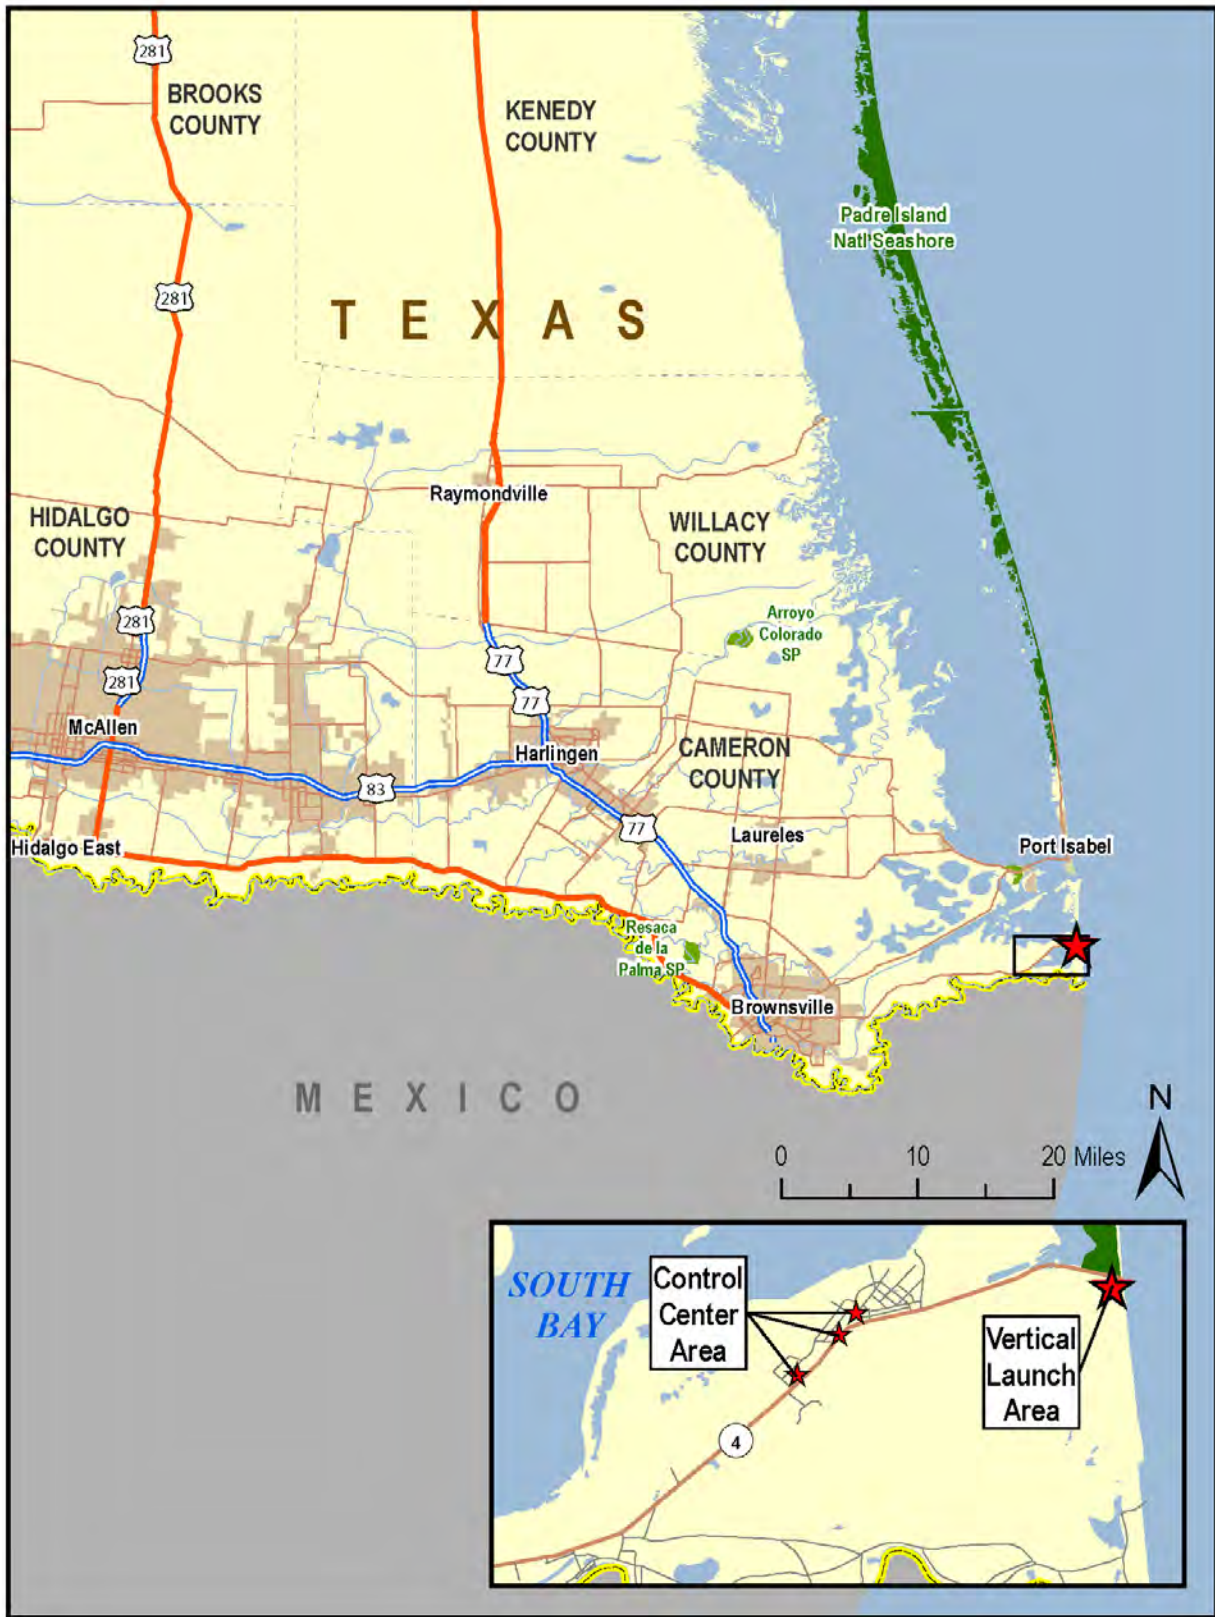 281
BROOKS
COUNTY
KENEDY
COUNTY
Padre Island
Natl Seashore
281
TEXAS
Raymondville
HIDALGO
COUNTY
WILLACY
COUNTY
281
Arroyo
Colorado
SP
77
281
77
McAllen
Harlingen
CAMERON
COUNTY
83
77
Laureles
Hidalgo East
Port Isabel
Resaca
de la
Palma SP
Brownsville
MEXICO
N
0 10 20 Miles
SOUTH
BAY
Control
Center
Area
Vertical
Launch
Area
4